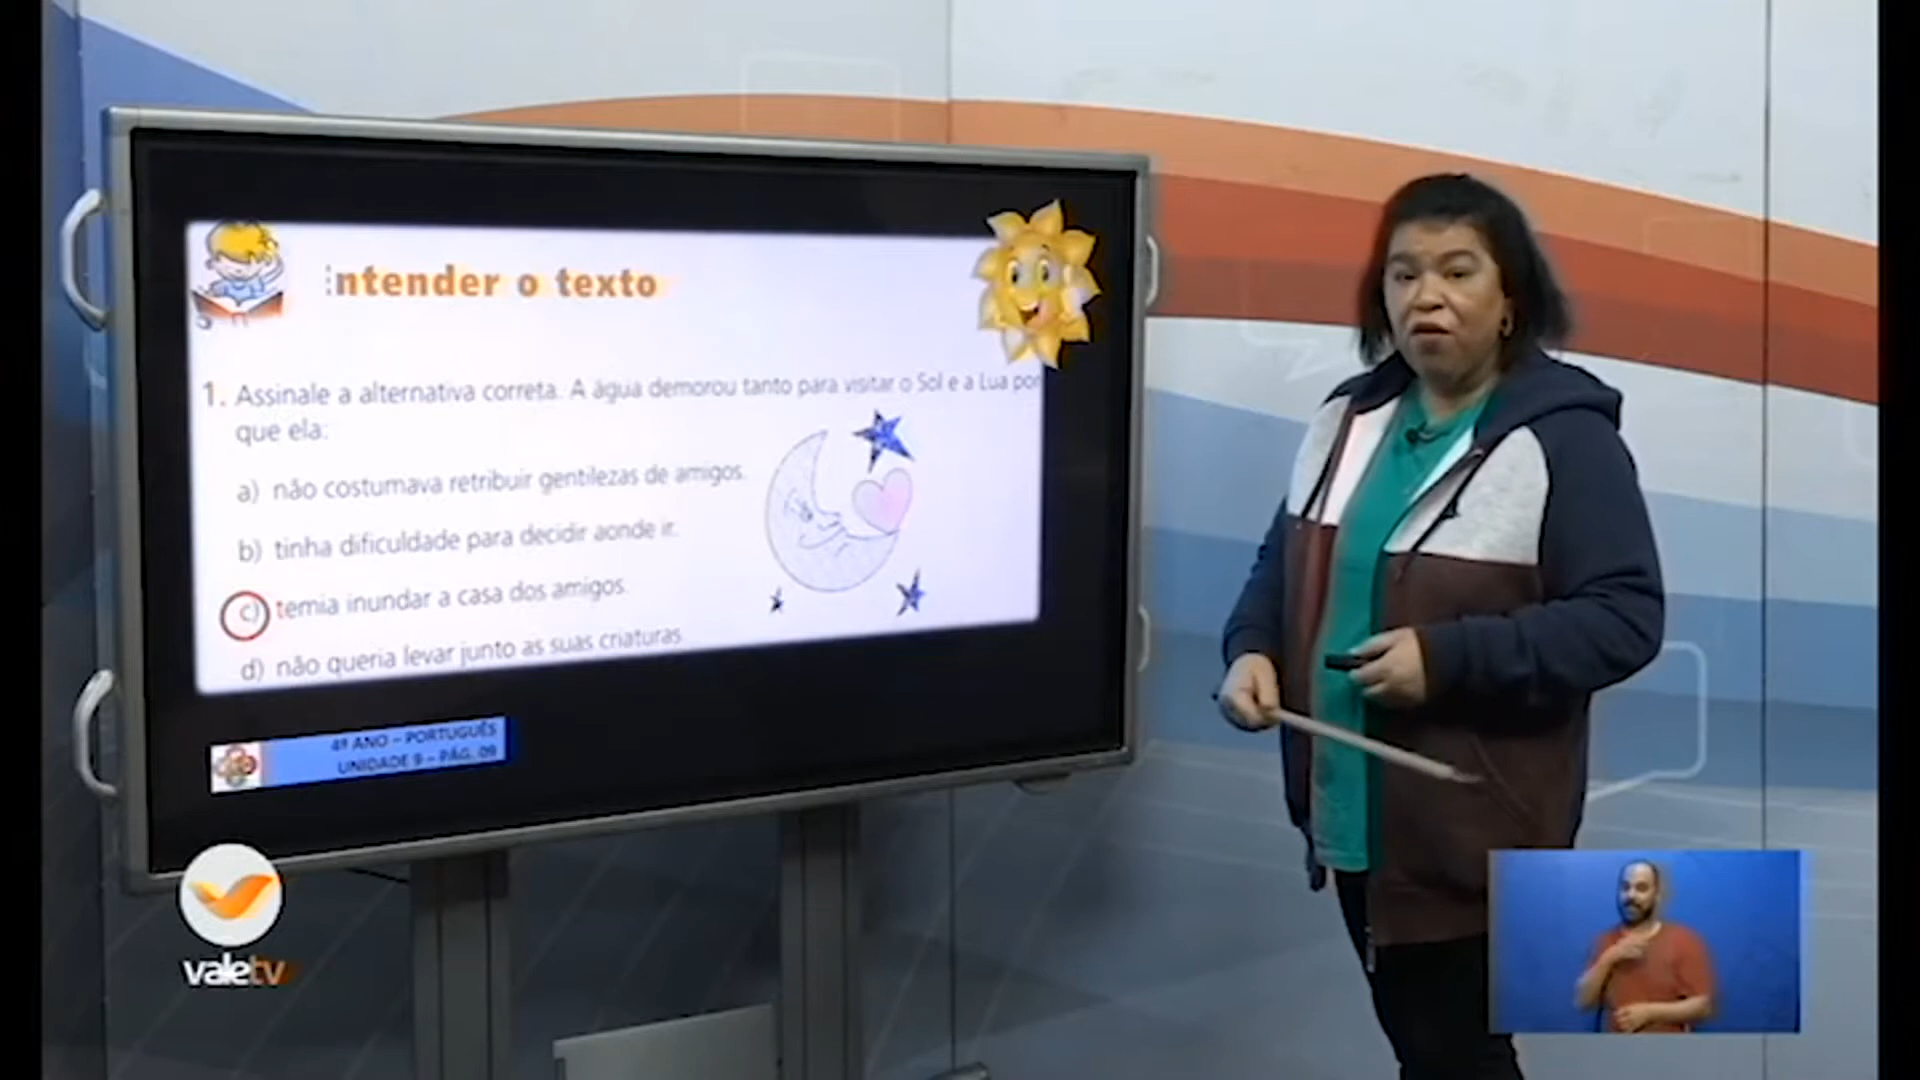 Entender o texto
1. Assinale a alternativa correta. A água demorou tanto para visitar o Sol e a Lua por
que ela:
a) não costumava retribuir gentilezas de amigos.
b) tinha dificuldade para decidir aonde ir.
c) temia inundar a casa dos amigos.
d) não queria levar junto as suas criaturas
4º ANO – PORTUGUÊS
UNIDADE 9 – PÁG. 09
valetv